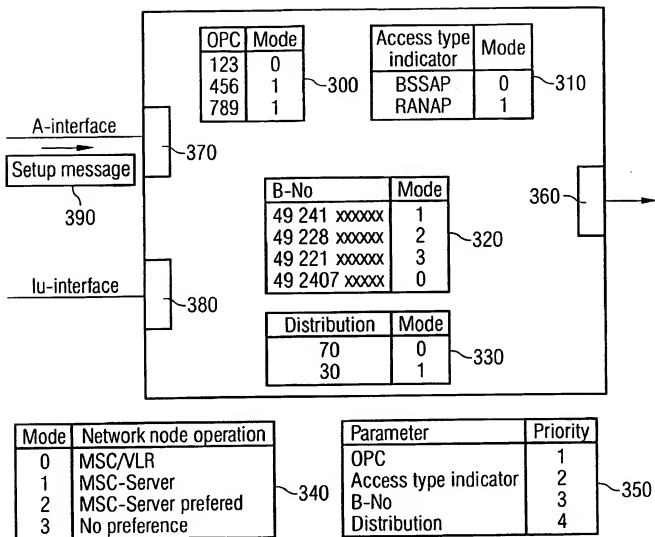 OPC Mode
123 0
456 1
789 1
300
Access type indicator Mode
BSSAP 0
RANAP 1
310
A-interface
370
Setup message
390
B-No Mode
49 241 xxxxxx 1
49 228 xxxxxx 2
49 221 xxxxxx 3
49 2407 xxxxx 0
320
360
Iu-interface
380
Distribution Mode
70 0
30 1
330
Mode Network node operation
0 MSC/VLR
1 MSC-Server
2 MSC-Server prefered
3 No preference
340
Parameter Priority
OPC 1
Access type indicator 2
B-No 3
Distribution 4
350